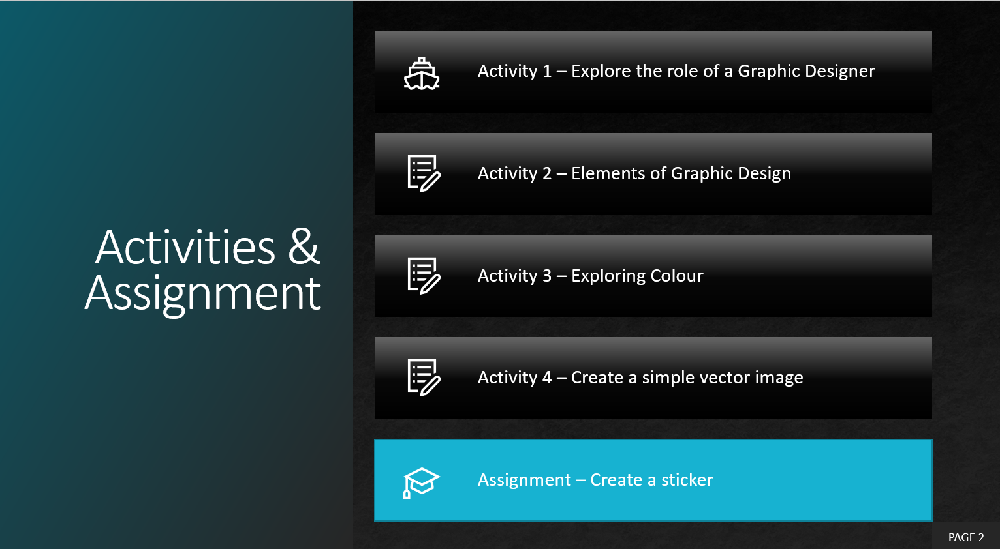 Activities &
Assignment
Activity 1 – Explore the role of a Graphic Designer
Activity 2 – Elements of Graphic Design
Activity 3 – Exploring Colour
Activity 4 – Create a simple vector image
Assignment – Create a sticker
PAGE 2